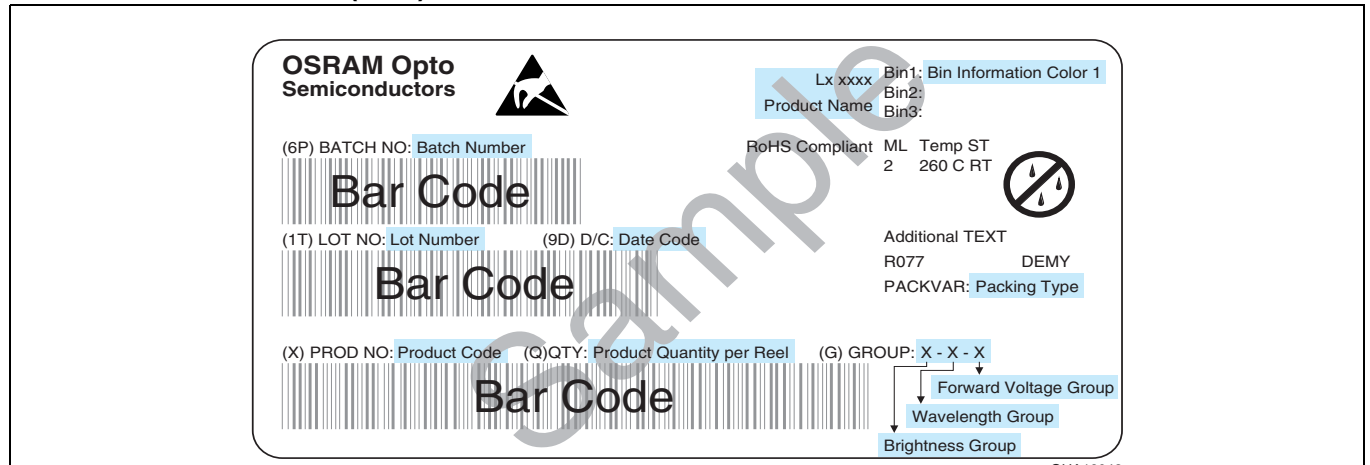 OSRAM Opto
Semiconductors
Lx xxxx
Product Name
Bin1: Bin Information Color 1
Bin2:
Bin3:
(6P) BATCH NO: Batch Number
Bar Code
RoHS Compliant
ML Temp ST
2 260 C RT
(1T) LOT NO: Lot Number (9D) D/C: Date Code
Bar Code
Additional TEXT
R077 DEMY
PACKVAR: Packing Type
(X) PROD NO: Product Code (Q)QTY: Product Quantity per Reel (G) GROUP: X - X - X
Bar Code
Forward Voltage Group
Wavelength Group
Brightness Group
Sample